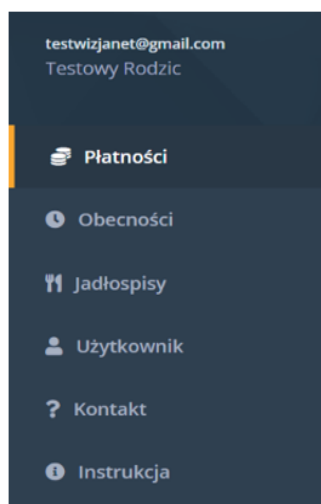 testwizjanet@gmail.com
Testowy Rodzic
Płatności
Obecności
Jadłospisy
Użytkownik
Kontakt
Instrukcja